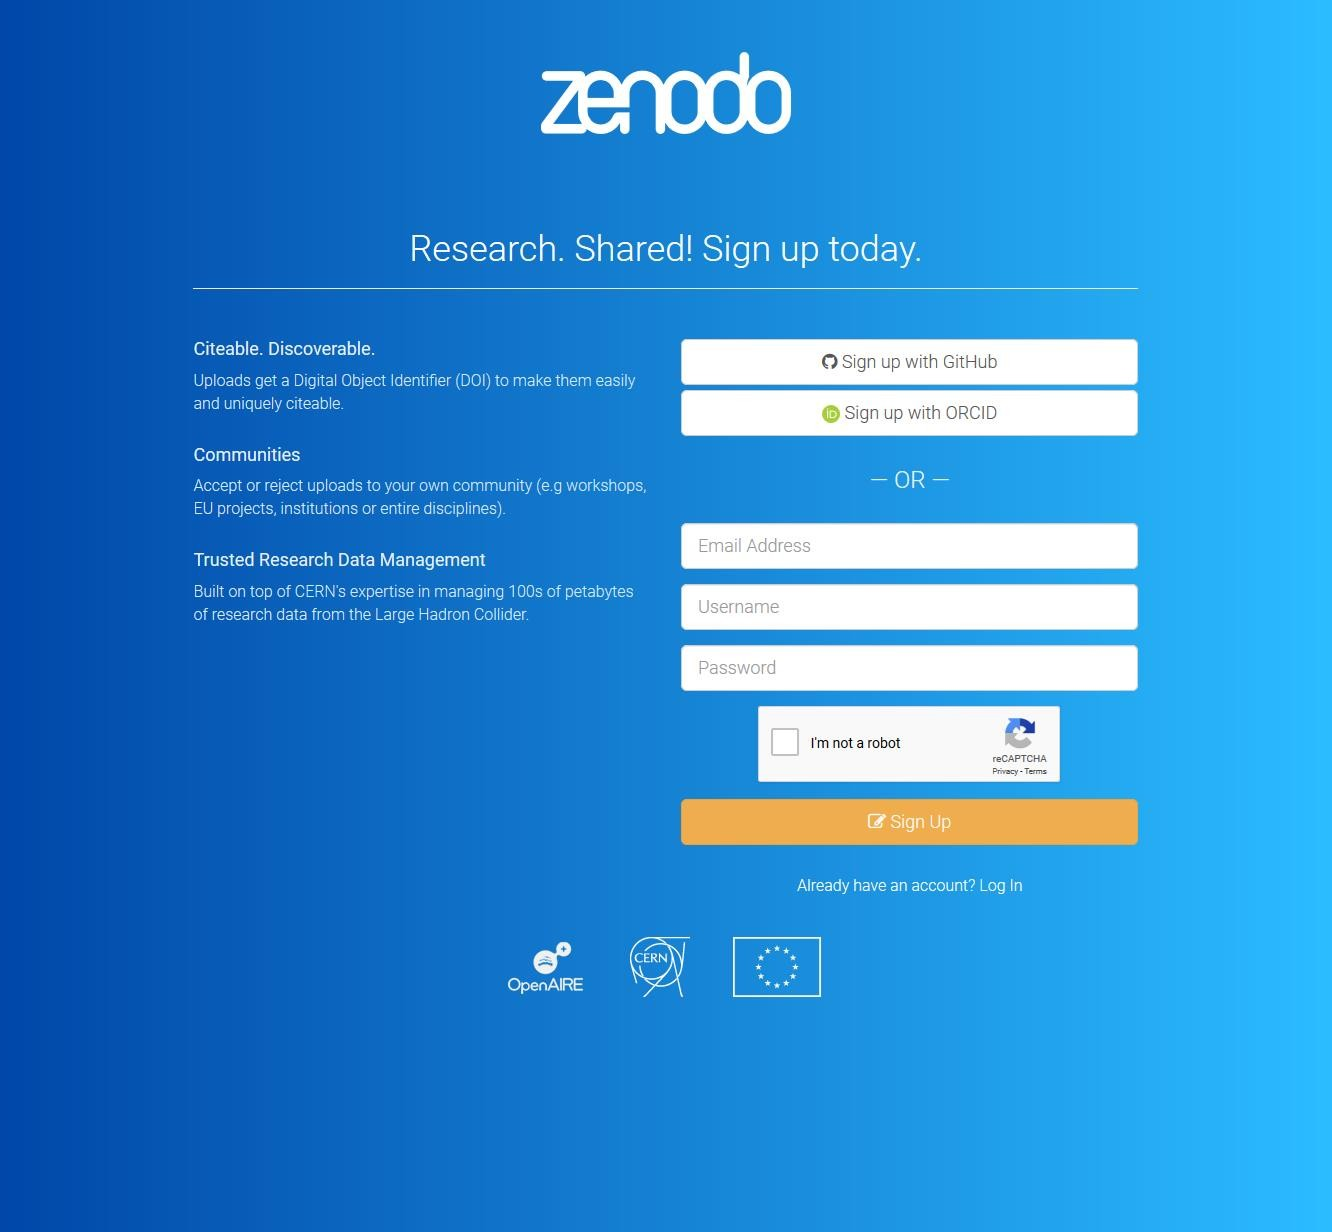 zenodo
Research. Shared! Sign up today.
Citeable. Discoverable.
Uploads get a Digital Object Identifier (DOI) to make them easily
and uniquely citeable.
Communities
Accept or reject uploads to your own community (e.g workshops,
EU projects, institutions or entire disciplines).
Trusted Research Data Management
Built on top of CERN's expertise in managing 100s of petabytes
of research data from the Large Hadron Collider.
Sign up with GitHub
iD Sign up with ORCID
— OR —
Email Address
Username
Password
I'm not a robot
reCAPTCHA
Privacy - Terms
Sign Up
Already have an account? Log In
OpenAIRE
CERN